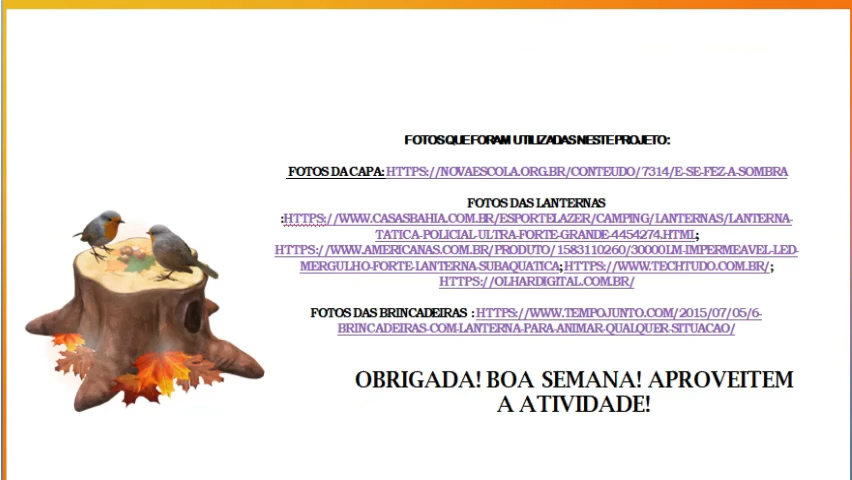 FOTOS QUE FORAM UTILIZADAS NESTE PROJETO:
FOTOS DA CAPA: HTTPS://NOVAESCOLA.ORG.BR/CONTEUDO/7314/E-SE-FEZ-A-SOMBRA
FOTOS DAS LANTERNAS
:HTTPS://WWW.CASASBAHIA.COM.BR/ESPORTELAZER/CAMPING/LANTERNAS/LANTERNA-
TATICA-POLICIAL-ULTRA-FORTE-GRANDE-4454274.HTML;
HTTPS://WWW.AMERICANAS.COM.BR/PRODUTO/1583110260/30000LM-IMPERMEAVEL-LED-
MERGULHO-FORTE-LANTERNA-SUBAQUATICA; HTTPS://WWW.TECHTUDO.COM.BR/;
HTTPS://OLHARDIGITAL.COM.BR/
FOTOS DAS BRINCADEIRAS : HTTPS://WWW.TEMPOJUNTO.COM/2015/07/05/6-
BRINCADEIRAS-COM-LANTERNA-PARA-ANIMAR-QUALQUER-SITUACAO/
OBRIGADA! BOA SEMANA! APROVEITEM
A ATIVIDADE!